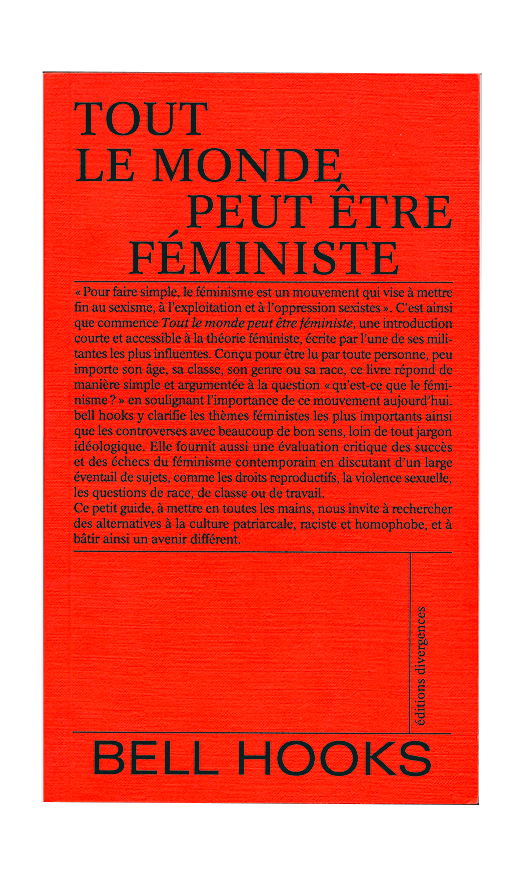 TOUT
LE MONDE
PEUT ÊTRE
FÉMINISTE
« Pour faire simple, le féminisme est un mouvement qui vise à mettre
fin au sexisme, à l’exploitation et à l’oppression sexistes ». C’est ainsi
que commence Tout le monde peut être féministe, une introduction
courte et accessible à la théorie féministe, écrite par l’une de ses mili-
tantes les plus influentes. Conçu pour être lu par toute personne, peu
importe son âge, sa classe, son genre ou sa race, ce livre répond de
manière simple et argumentée à la question « qu’est-ce que le fémi-
nisme ? » en soulignant l’importance de ce mouvement aujourd’hui.
bell hooks y clarifie les thèmes féministes les plus importants ainsi
que les controverses avec beaucoup de bon sens, loin de tout jargon
idéologique. Elle fournit aussi une évaluation critique des succès
et des échecs du féminisme contemporain en discutant d’un large
éventail de sujets, comme les droits reproductifs, la violence sexuelle,
les questions de race, de classe ou de travail.
Ce petit guide, à mettre en toutes les mains, nous invite à rechercher
des alternatives à la culture patriarcale, raciste et homophobe, et à
bâtir ainsi un avenir différent.
éditions divergences
BELL HOOKS